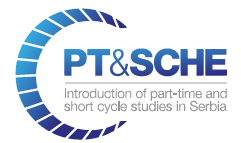 PT&SCHE
Introduction of part-time and
short cycle studies in Serbia